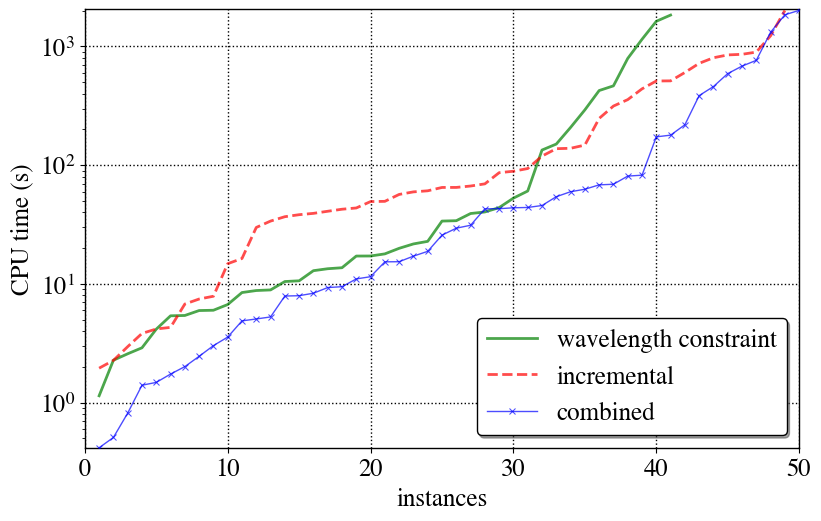 10³
10²
10¹
10⁰
CPU time (s)
wavelength constraint
incremental
combined
0 10 20 30 40 50
instances